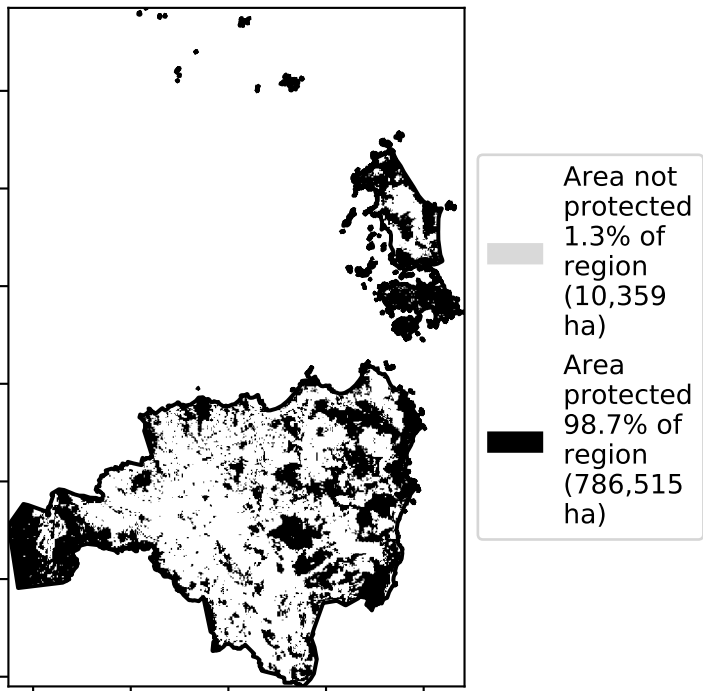 Area not
protected
1.3% of
region
(10,359
ha)
Area
protected
98.7% of
region
(786,515
ha)